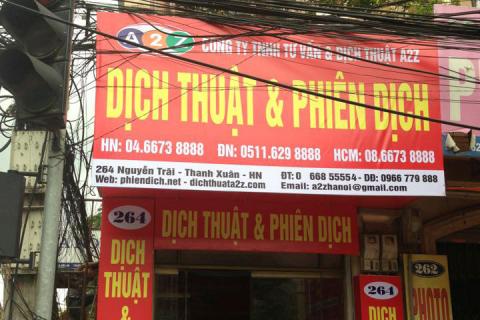 A2Z CÔNG TY TNHH TƯ VẤN & DỊCH THUẬT A2Z
DỊCH THUẬT & PHIÊN DỊCH
HN: 04.6673 8888 ĐN: 0511.629 8888 HCM: 08.6673 8888
264 Nguyễn Trãi - Thanh Xuân - HN ĐT: 0 668 55554 - DĐ: 0966 779 888
Web: phiendich.net - dichthuata2z.com Email: a2zhanoi@gmail.com
264 DỊCH THUẬT & PHIÊN DỊCH
DỊCH
THUẬT
&
264
DỊCH
262
PHOTO
P